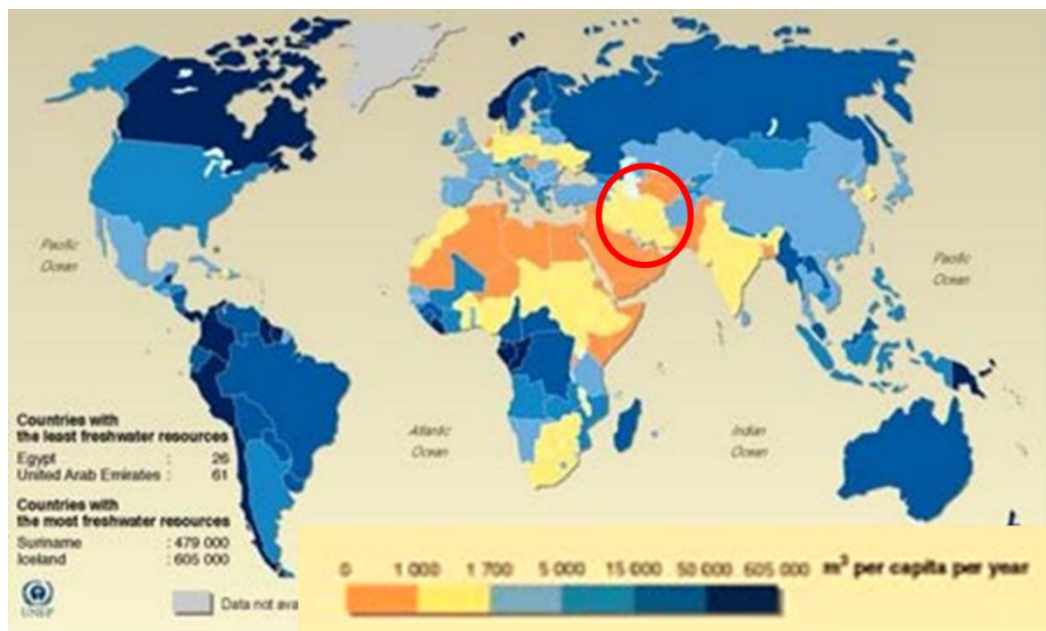 Pacific
Ocean
Pacific
Ocean
Atlantic
Ocean
Indian
Ocean
Countries with
the least freshwater resources
Egypt : 26
United Arab Emirates : 61
Countries with
the most freshwater resources
Suriname : 479 000
Iceland : 605 000
0 1 000 1 700 5 000 15 000 50 000 605 000 m³ per capita per year
UNEP
Data not ava